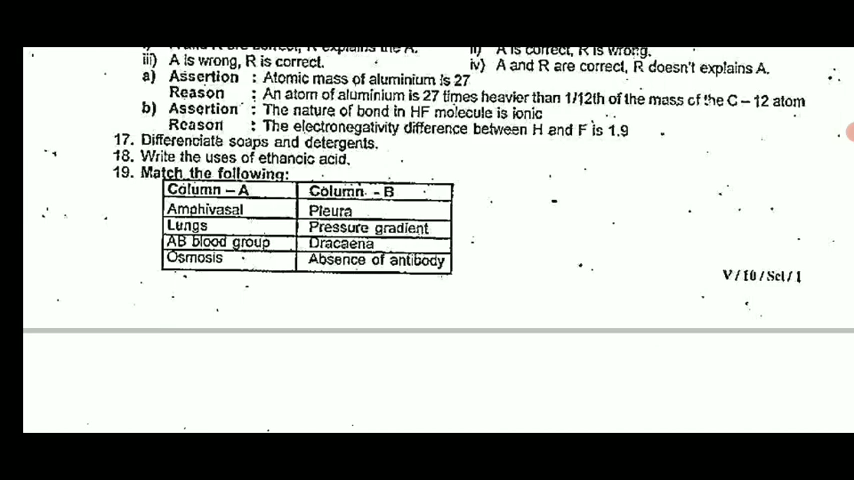 R explains the A. ii) A is correct, R is wrong.
iii) A is wrong, R is correct. iv) A and R are correct, R doesn't explains A.
a) Assertion : Atomic mass of aluminium is 27
Reason : An atom of aluminium is 27 times heavier than 1/12th of the mass of the C – 12 atom
b) Assertion : The nature of bond in HF molecule is ionic
Reason : The electronegativity difference between H and F is 1.9
17. Differenciate soaps and detergents.
18. Write the uses of ethanoic acid.
19. Match the following:
Column – A Column - B
Amphivasal Pleura
Lungs Pressure gradient
AB blood group Dracaena
Osmosis Absence of antibody
V / 10 / Sci / 1